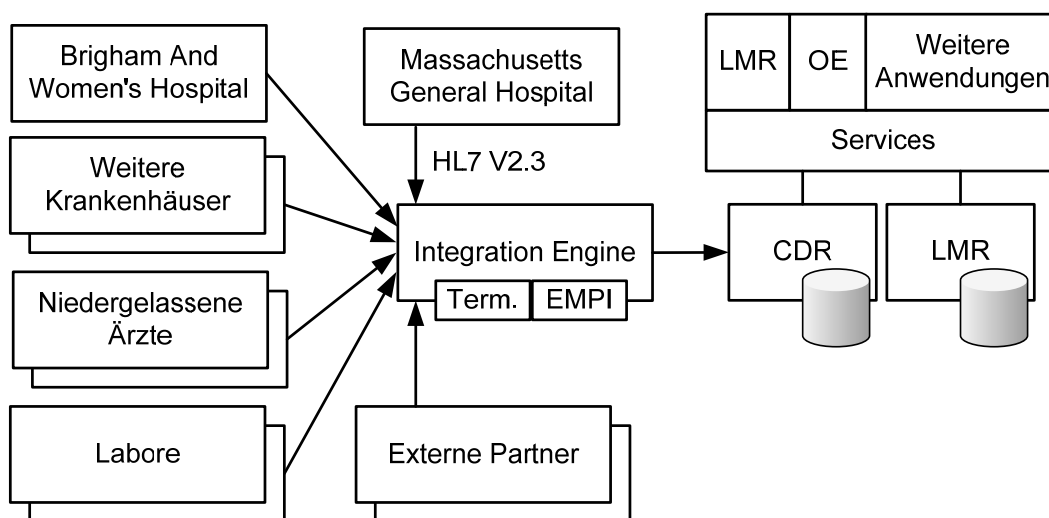 Brigham And
Women's Hospital
Massachusetts
General Hospital
LMR
OE
Weitere
Anwendungen
Services
Weitere
Krankenhäuser
HL7 V2.3
Integration Engine
Term.
EMPI
CDR
LMR
Niedergelassene
Ärzte
Labore
Externe Partner